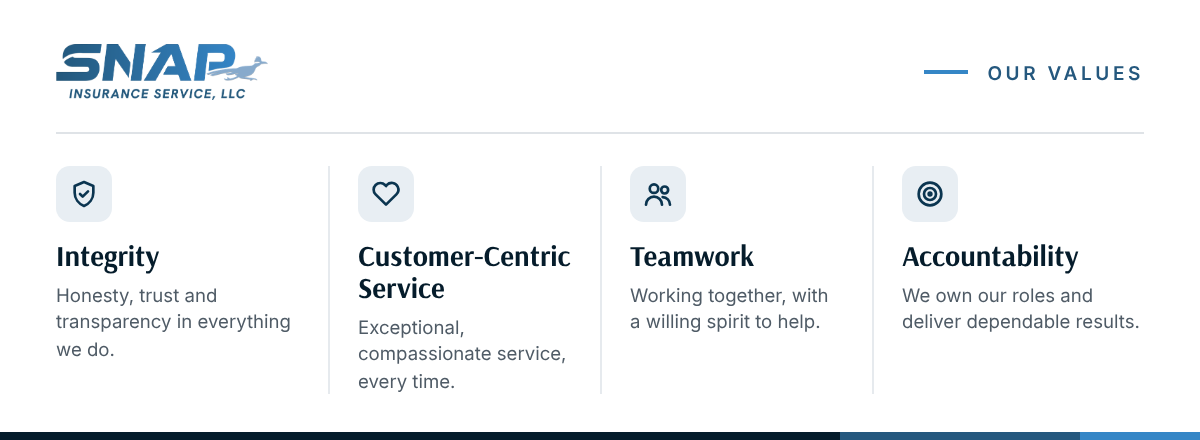 SNAP
INSURANCE SERVICE, LLC
OUR VALUES
Integrity
Honesty, trust and
transparency in everything
we do.
Customer-Centric
Service
Exceptional,
compassionate service,
every time.
Teamwork
Working together, with
a willing spirit to help.
Accountability
We own our roles and
deliver dependable results.